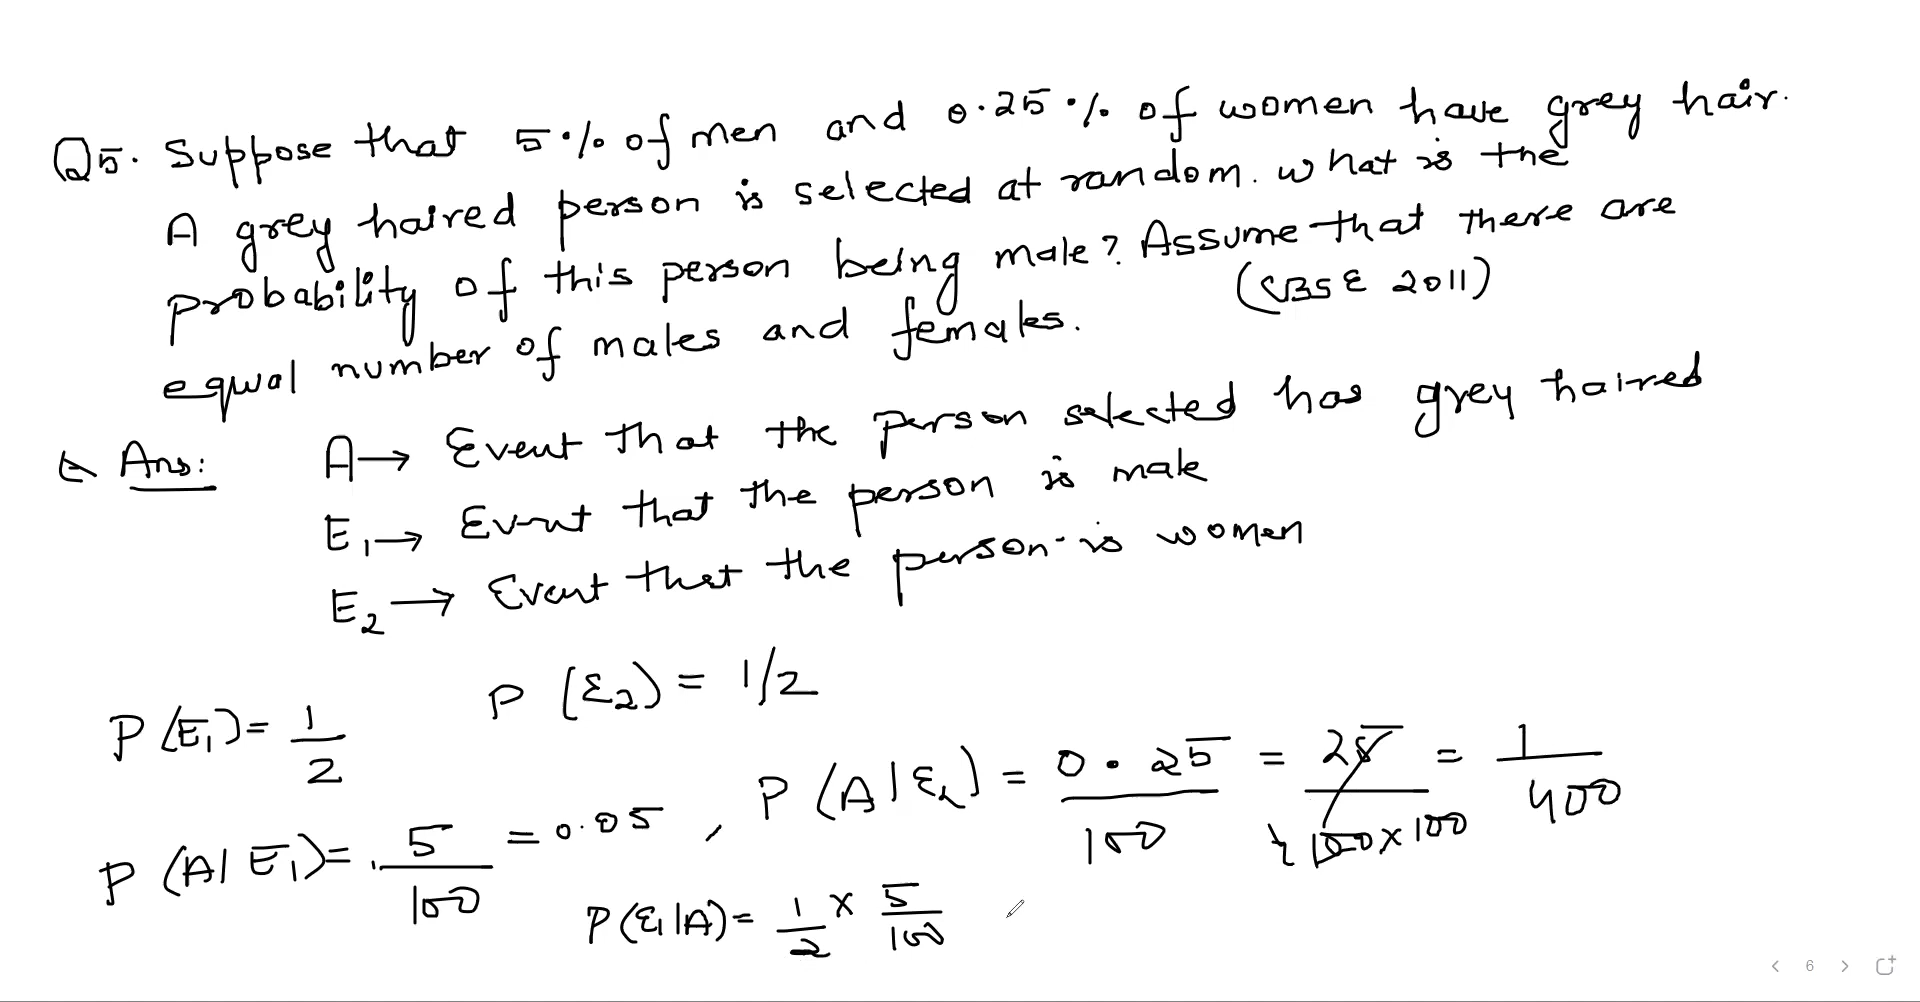 Q5. Suppose that 5% of men and 0.25% of women have grey hair.
A grey haired person is selected at random. What is the
probability of this person being male? Assume that there are
equal number of males and females. (CBSE 2011)
Ans: A → Event that the person selected has grey haired
E1 → Event that the person is male
E2 → Event that the person is women
P(E1) = 1/2 P(E2) = 1/2
P(A|E1) = 5/100 = 0.05, P(A|E2) = 0.25/100 = 25/100×100 = 1/400
P(E1|A) = 1/2 × 5/100
6